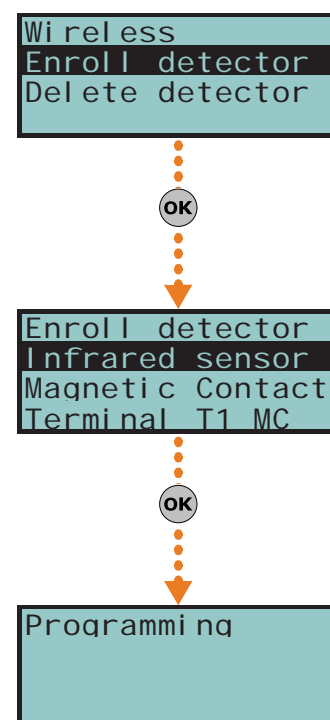 Wireless
Enroll detector
Delete detector
OK
Enroll detector
Infrared sensor
Magnetic Contact
Terminal T1 MC
OK
Programming